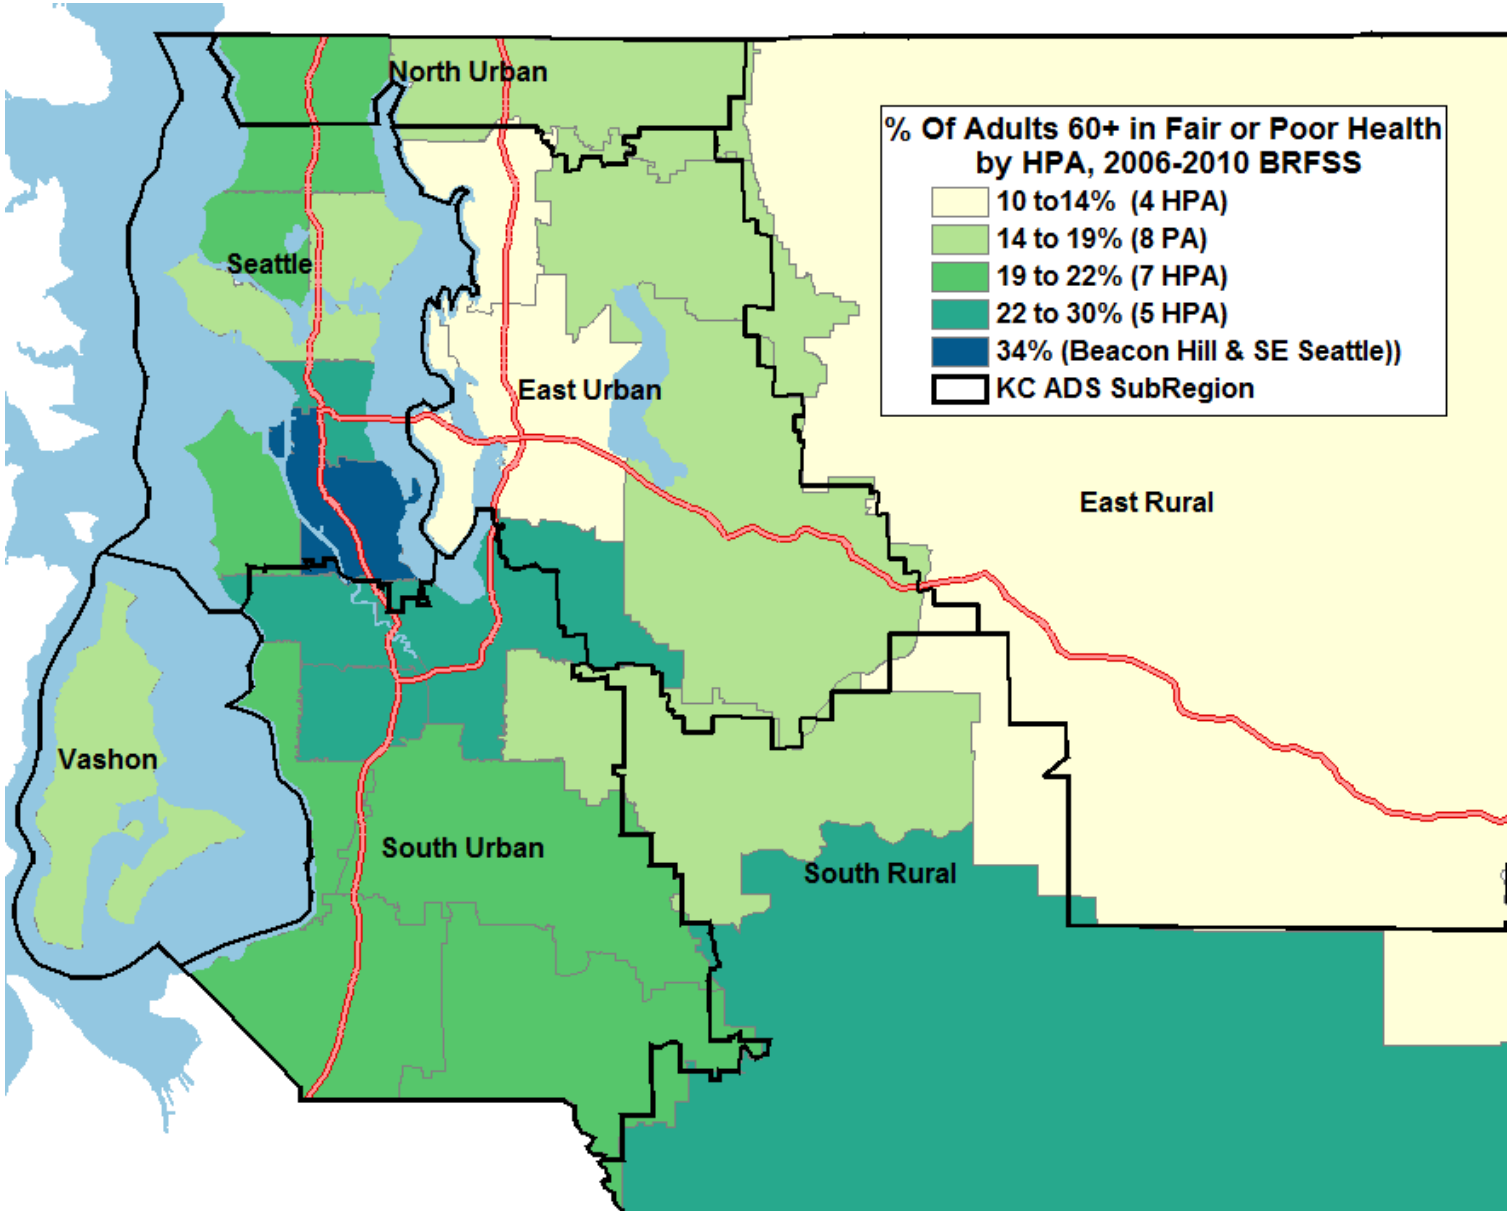 North Urban
% Of Adults 60+ in Fair or Poor Health
by HPA, 2006-2010 BRFSS
10 to14% (4 HPA)
14 to 19% (8 PA)
19 to 22% (7 HPA)
22 to 30% (5 HPA)
34% (Beacon Hill & SE Seattle))
KC ADS SubRegion
Seattle
East Urban
East Rural
Vashon
South Urban
South Rural